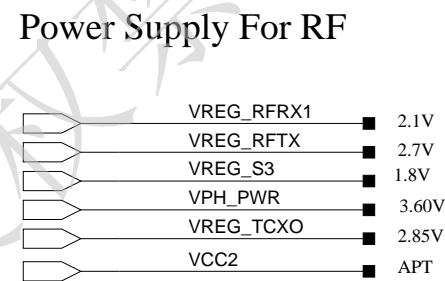 Power Supply For RF
VREG_RFRX1 2.1V
VREG_RFTX 2.7V
VREG_S3 1.8V
VPH_PWR 3.60V
VREG_TCXO 2.85V
VCC2 APT